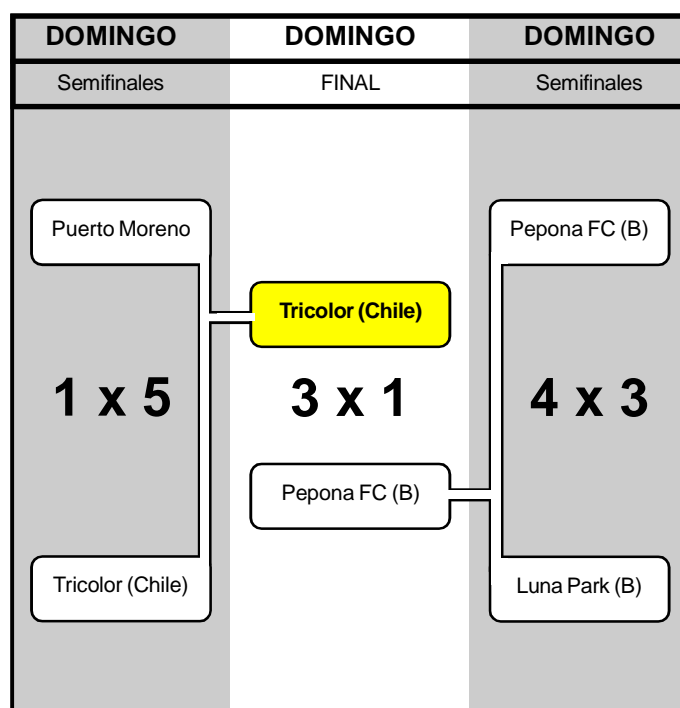 DOMINGO DOMINGO DOMINGO
Semifinales FINAL Semifinales
Puerto Moreno Pepona FC (B)
Tricolor (Chile)
1 x 5 3 x 1 4 x 3
Pepona FC (B)
Tricolor (Chile) Luna Park (B)